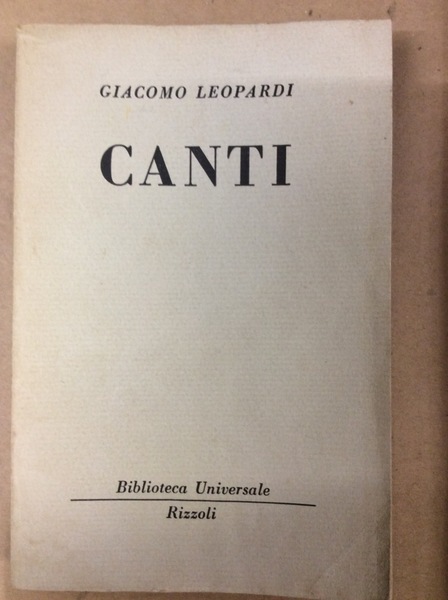 GIACOMO LEOPARDI
CANTI
Biblioteca Universale
Rizzoli